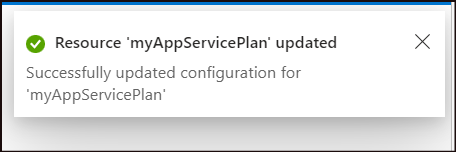 Resource 'myAppServicePlan' updated
Successfully updated configuration for
'myAppServicePlan'